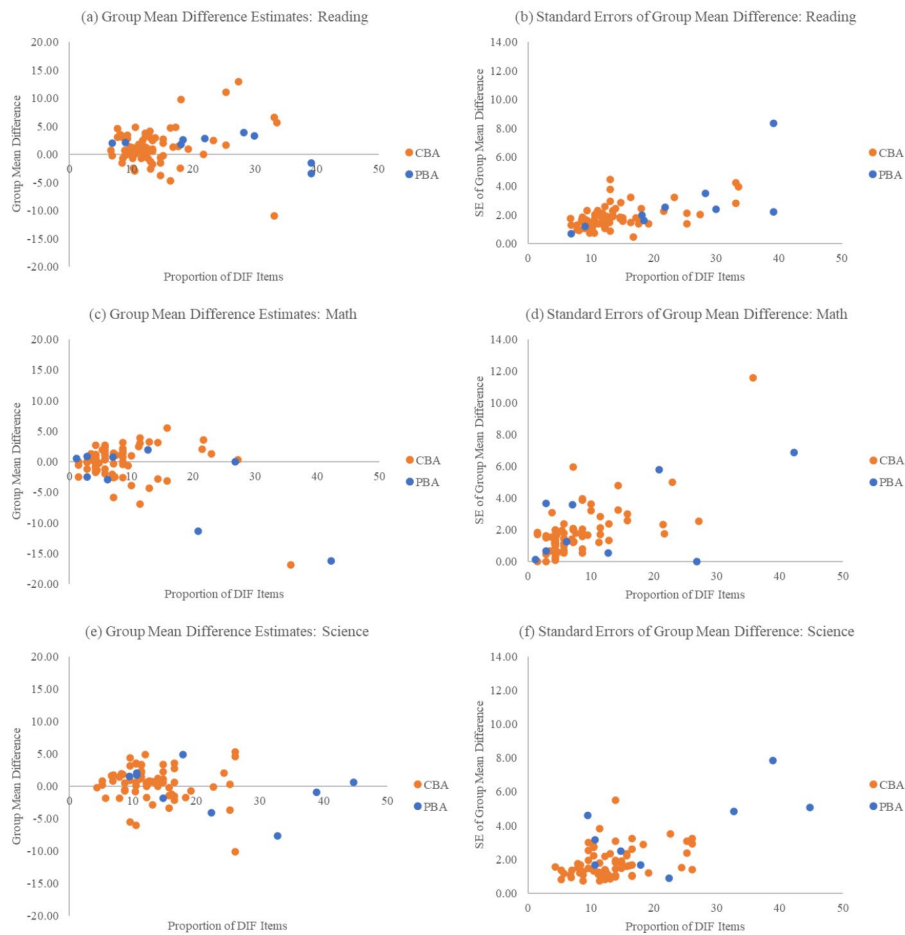 (a) Group Mean Difference Estimates: Reading
20.00
15.00
10.00
5.00
0.00
-5.00
-10.00
-15.00
-20.00
0 10 20 30 40 50
Group Mean Difference
Proportion of DIF Items
CBA
PBA
(b) Standard Errors of Group Mean Difference: Reading
14.00
12.00
10.00
8.00
6.00
4.00
2.00
0.00
0 10 20 30 40 50
SE of Group Mean Difference
Proportion of DIF Items
CBA
PBA
(c) Group Mean Difference Estimates: Math
20.00
15.00
10.00
5.00
0.00
-5.00
-10.00
-15.00
-20.00
0 10 20 30 40 50
Group Mean Difference
Proportion of DIF Items
CBA
PBA
(d) Standard Errors of Group Mean Difference: Math
14.00
12.00
10.00
8.00
6.00
4.00
2.00
0.00
0 10 20 30 40 50
SE of Group Mean Difference
Proportion of DIF Items
CBA
PBA
(e) Group Mean Difference Estimates: Science
20.00
15.00
10.00
5.00
0.00
-5.00
-10.00
-15.00
-20.00
0 10 20 30 40 50
Group Mean Difference
Proportion of DIF Items
CBA
PBA
(f) Standard Errors of Group Mean Difference: Science
14.00
12.00
10.00
8.00
6.00
4.00
2.00
0.00
0 10 20 30 40 50
SE of Group Mean Difference
Proportion of DIF Items
CBA
PBA